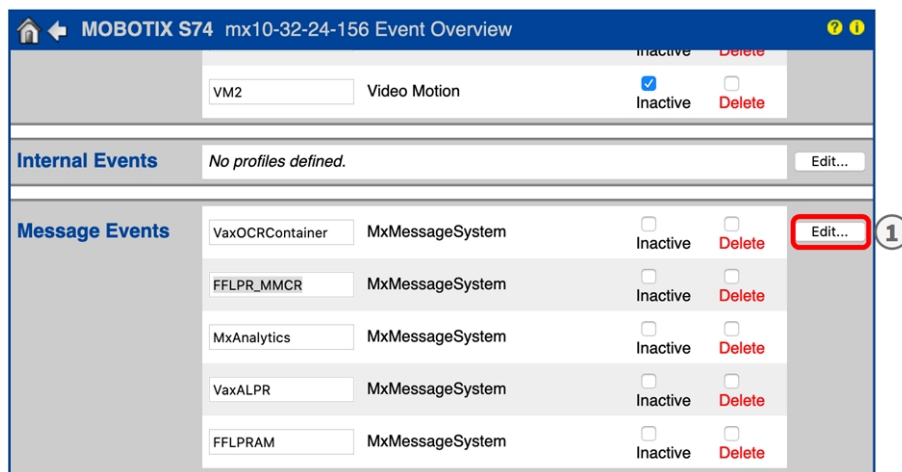 MOBOTIX S74 mx10-32-24-156 Event Overview ? i
Inactive Delete
VM2 Video Motion Inactive Delete
Internal Events No profiles defined. Edit...
Message Events VaxOCRContainer MxMessageSystem Inactive Delete Edit... 1
FFLPR_MMCR MxMessageSystem Inactive Delete
MxAnalytics MxMessageSystem Inactive Delete
VaxALPR MxMessageSystem Inactive Delete
FFLPRAM MxMessageSystem Inactive Delete